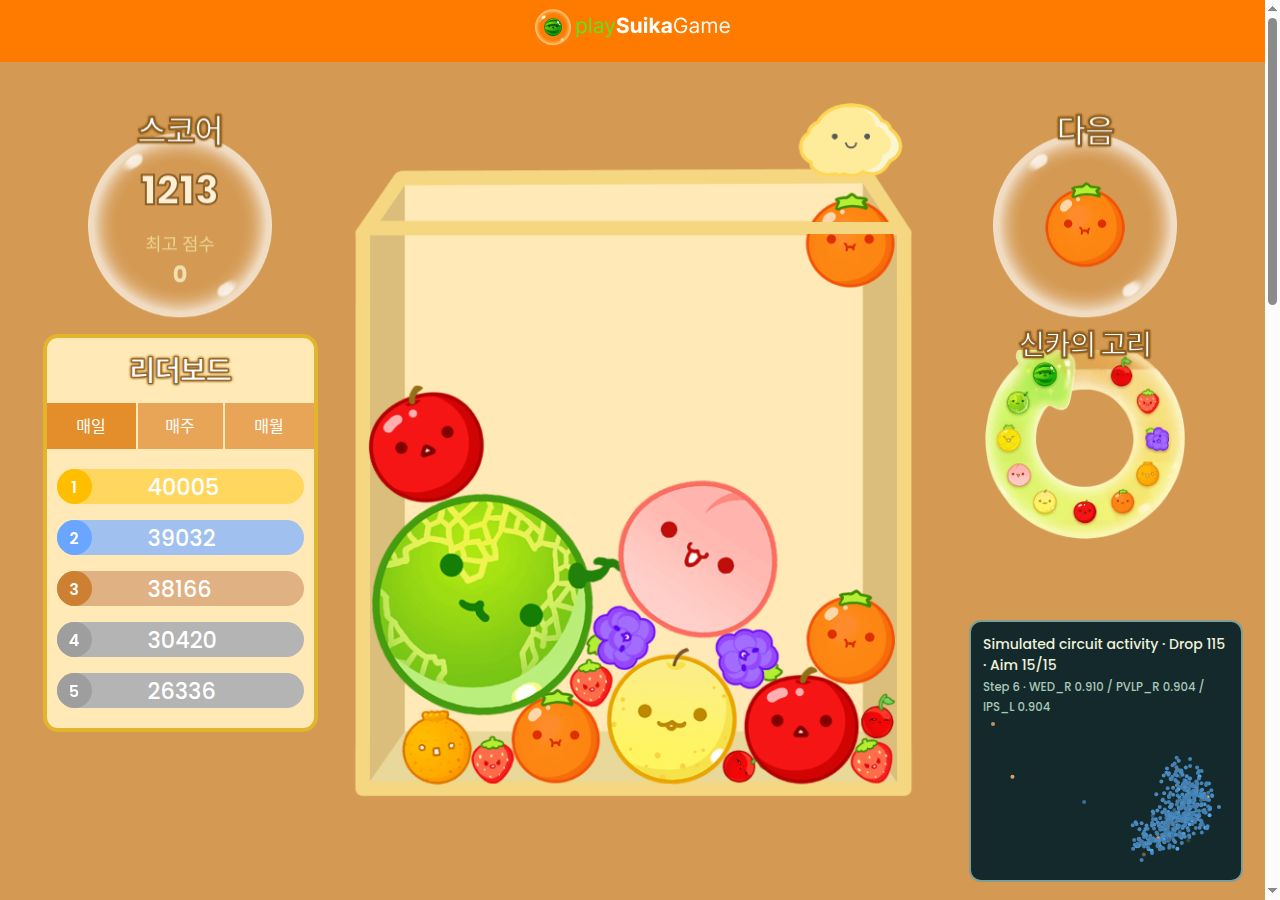 playSuikaGame
스코어
1213
최고 점수
0
다음
신카의 고리
리더보드
매일 매주 매월
1 40005
2 39032
3 38166
4 30420
5 26336
Simulated circuit activity · Drop 115
· Aim 15/15
Step 6 · WED_R 0.910 / PVLP_R 0.904 /
IPS_L 0.904